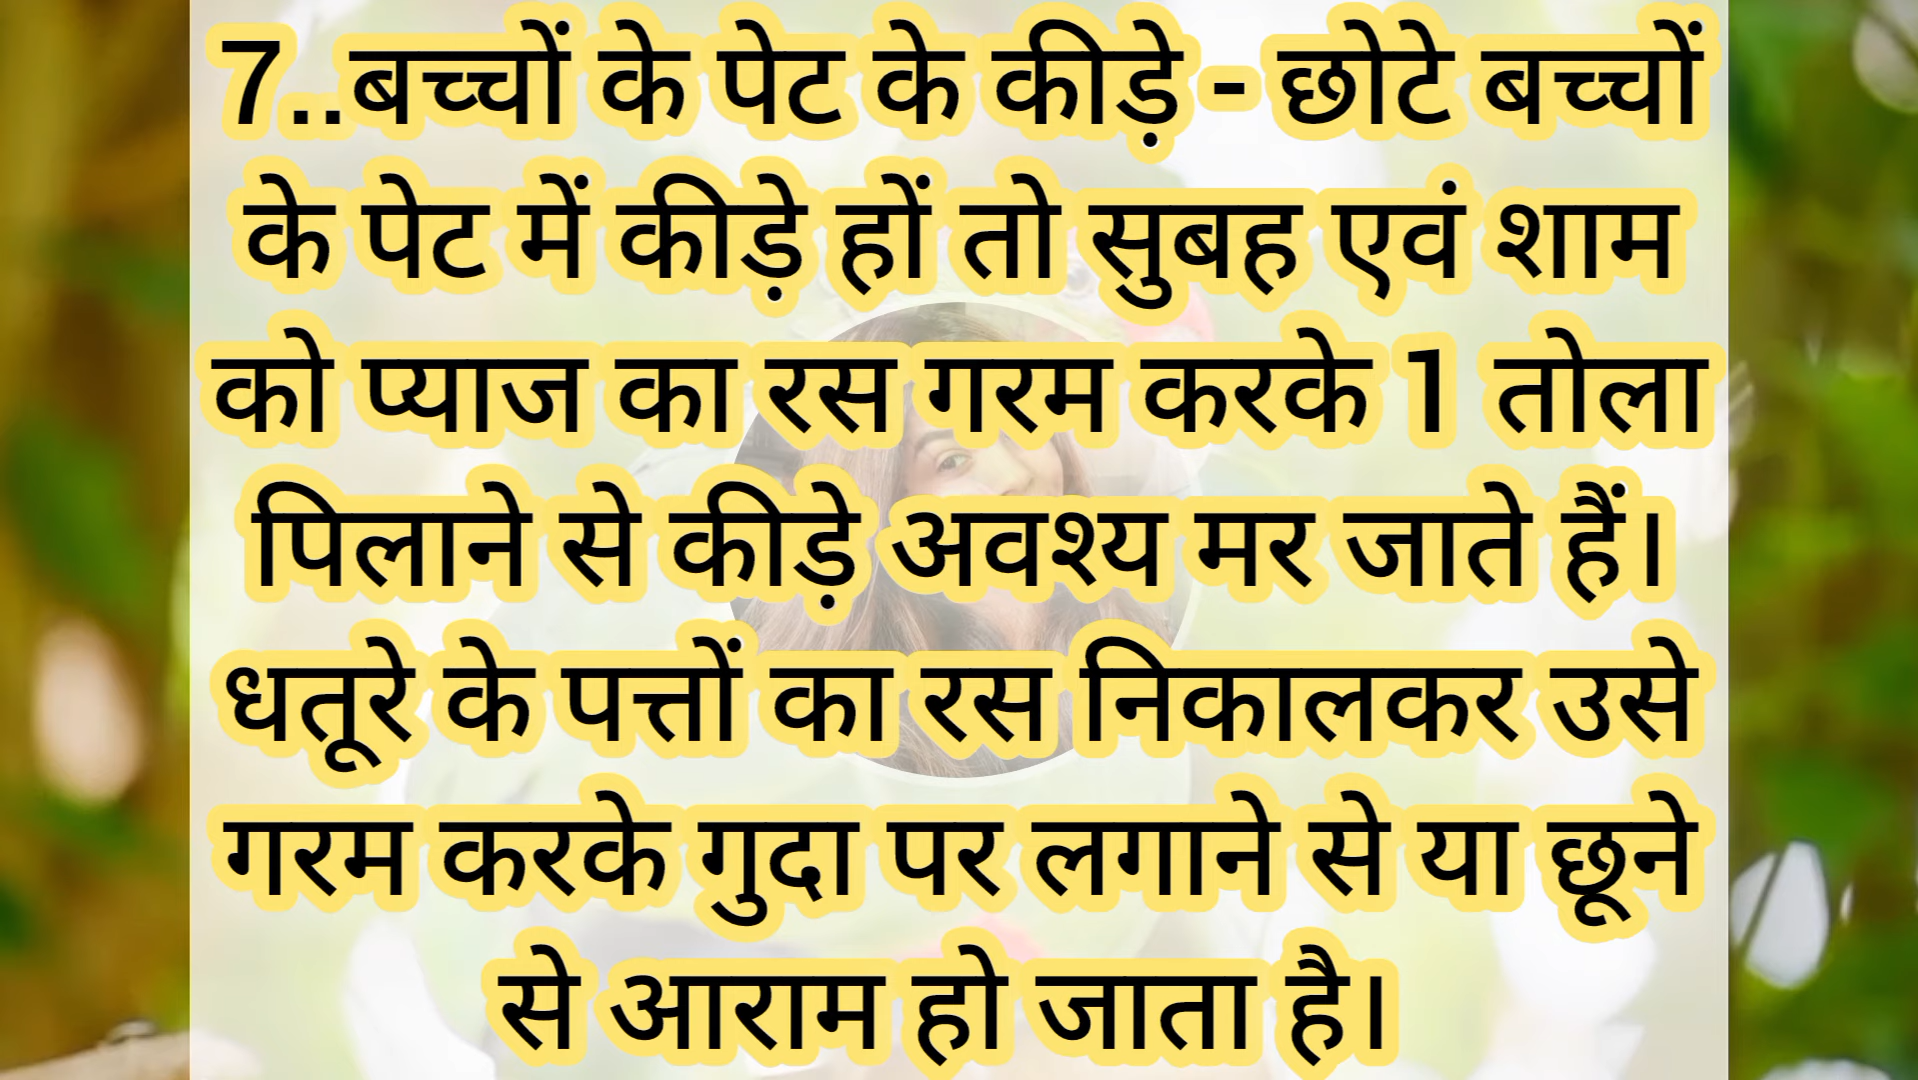 7..बच्चों के पेट के कीड़े - छोटे बच्चों
के पेट में कीड़े हों तो सुबह एवं शाम
को प्याज का रस गरम करके 1 तोला
पिलाने से कीड़े अवश्य मर जाते हैं।
धतूरे के पत्तों का रस निकालकर उसे
गरम करके गुदा पर लगाने से या छूने
से आराम हो जाता है।